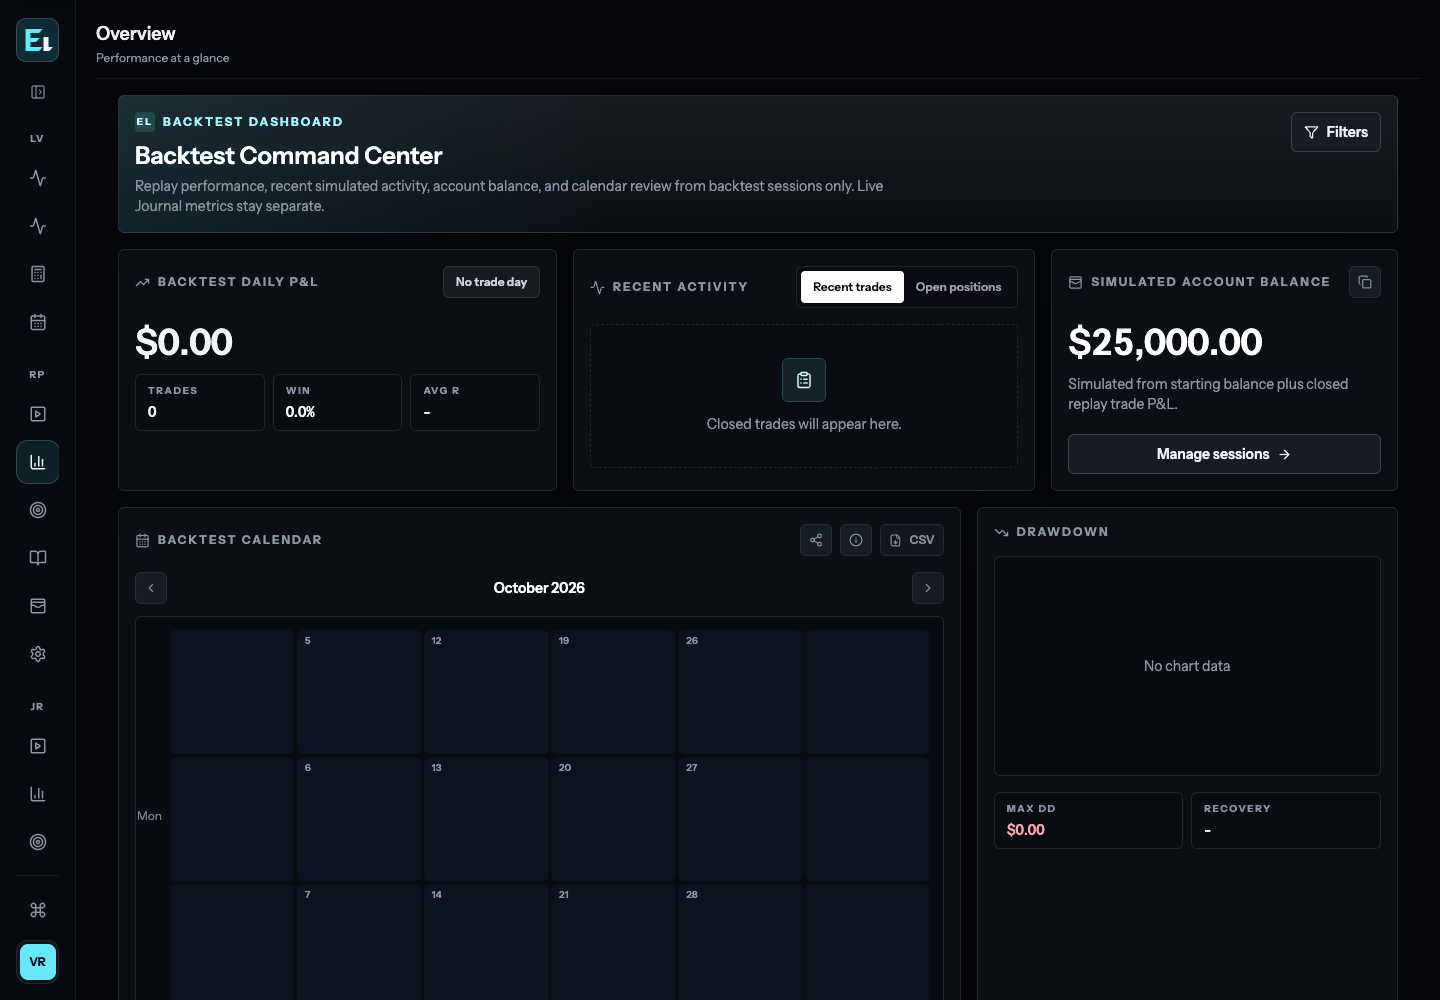 EL
LV
RP
JR
VR
Overview
Performance at a glance
EL BACKTEST DASHBOARD
Backtest Command Center
Replay performance, recent simulated activity, account balance, and calendar review from backtest sessions only. Live
Journal metrics stay separate.
Filters
BACKTEST DAILY P&L
No trade day
$0.00
TRADES
0
WIN
0.0%
AVG R
-
RECENT ACTIVITY
Recent trades
Open positions
Closed trades will appear here.
SIMULATED ACCOUNT BALANCE
$25,000.00
Simulated from starting balance plus closed
replay trade P&L.
Manage sessions
BACKTEST CALENDAR
CSV
October 2026
5 12 19 26
6 13 20 27
Mon
7 14 21 28
DRAWDOWN
No chart data
MAX DD
$0.00
RECOVERY
-